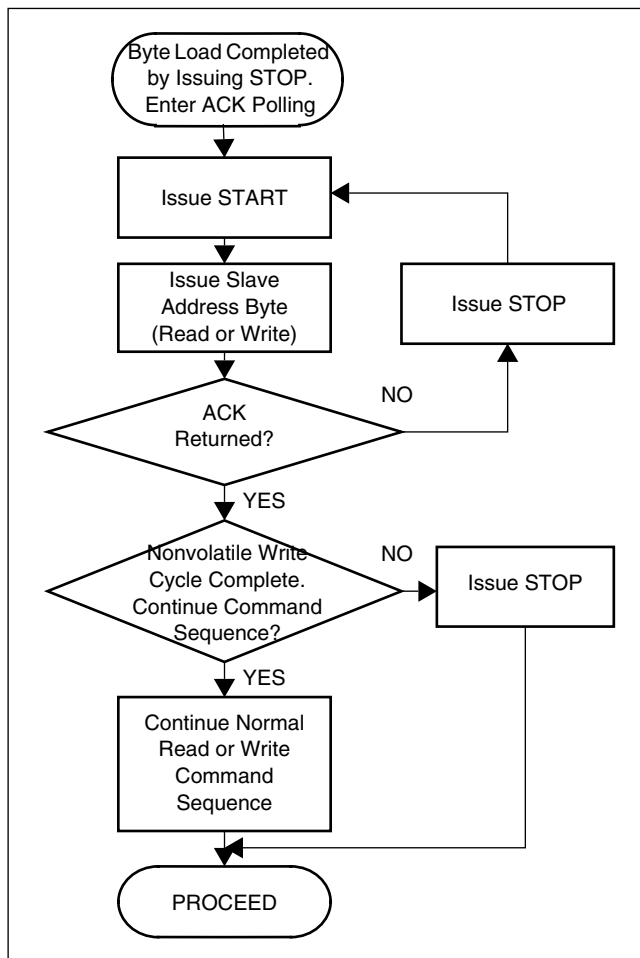 Byte Load Completed
by Issuing STOP.
Enter ACK Polling
Issue START
Issue Slave
Address Byte
(Read or Write)
Issue STOP
ACK
Returned?
NO
YES
Nonvolatile Write
Cycle Complete.
Continue Command
Sequence?
NO
Issue STOP
YES
Continue Normal
Read or Write
Command
Sequence
PROCEED